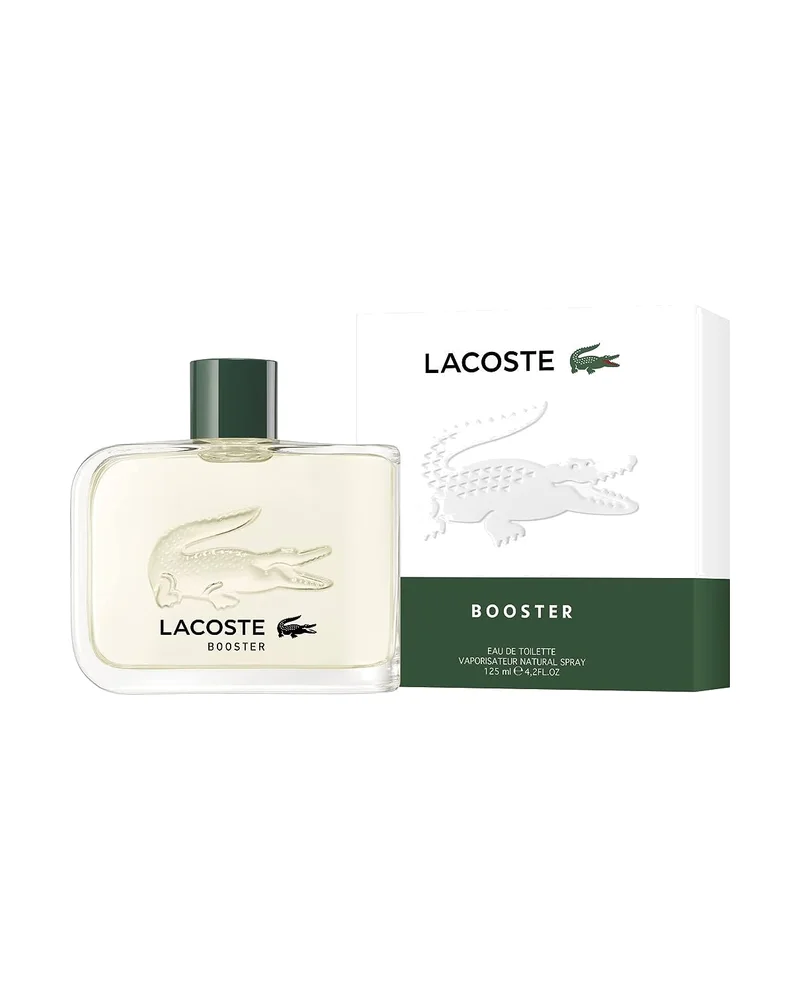 LACOSTE
BOOSTER
LACOSTE
BOOSTER
EAU DE TOILETTE
VAPORISATEUR NATURAL SPRAY
125 ml ℮ 4,2FL.OZ